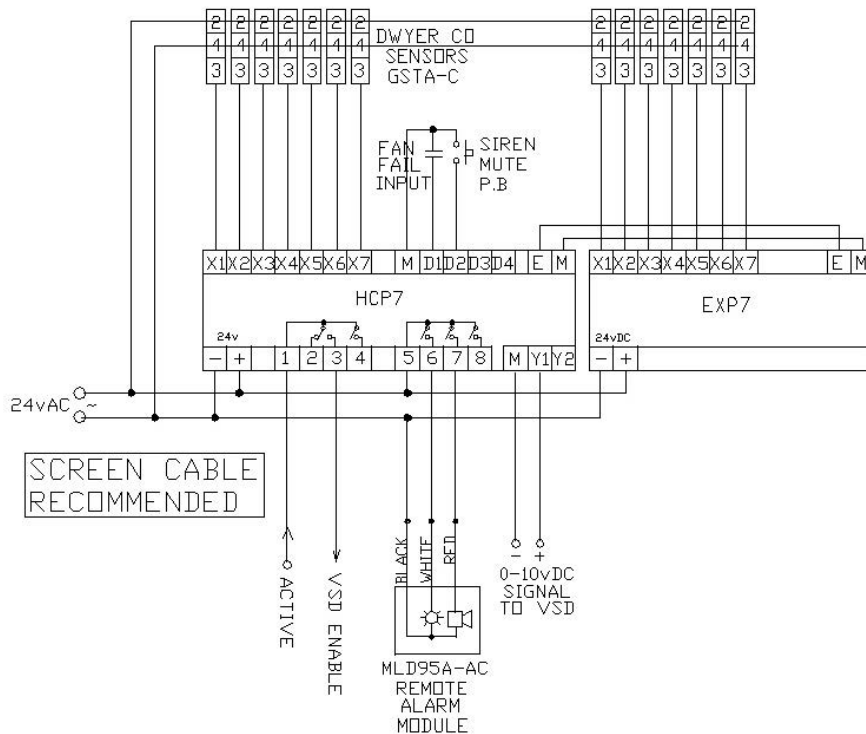 2 2 2 2 2 2 2
4 4 4 4 4 4 4
3 3 3 3 3 3 3
DWYER CO
SENSORS
GSTA-C
2 2 2 2 2 2 2
4 4 4 4 4 4 4
3 3 3 3 3 3 3
FAN
FAIL
INPUT
SIREN
MUTE
P.B
X1 X2 X3 X4 X5 X6 X7 M D1 D2 D3 D4 E M
HCP7
24v
- + 1 2 3 4 5 6 7 8 M Y1 Y2
X1 X2 X3 X4 X5 X6 X7 E M
EXP7
24vDC
- +
24vAC ~
SCREEN CABLE
RECOMMENDED
ACTIVE
VSD ENABLE
BLACK
WHITE
RED
- +
0-10vDC
SIGNAL
TO VSD
MLD95A-AC
REMOTE
ALARM
MODULE